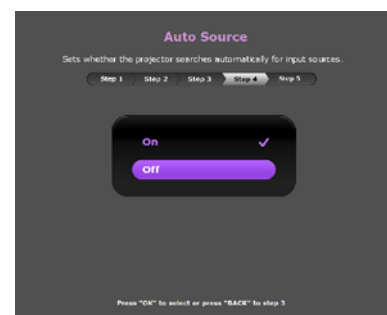 Auto Source
Sets whether the projector searches automatically for input sources.
Step 1 Step 2 Step 3 Step 4 Step 5
On
Off
Press "OK" to select or press "BACK" to step 3